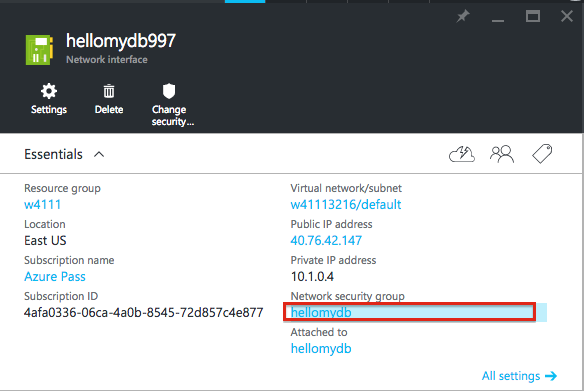 hellomydb997
Network interface
Settings
Delete
Change
security...
Essentials
Resource group
w4111
Location
East US
Subscription name
Azure Pass
Subscription ID
4afa0336-06ca-4a0b-8545-72d857c4e877
Virtual network/subnet
w41113216/default
Public IP address
40.76.42.147
Private IP address
10.1.0.4
Network security group
hellomydb
Attached to
hellomydb
All settings